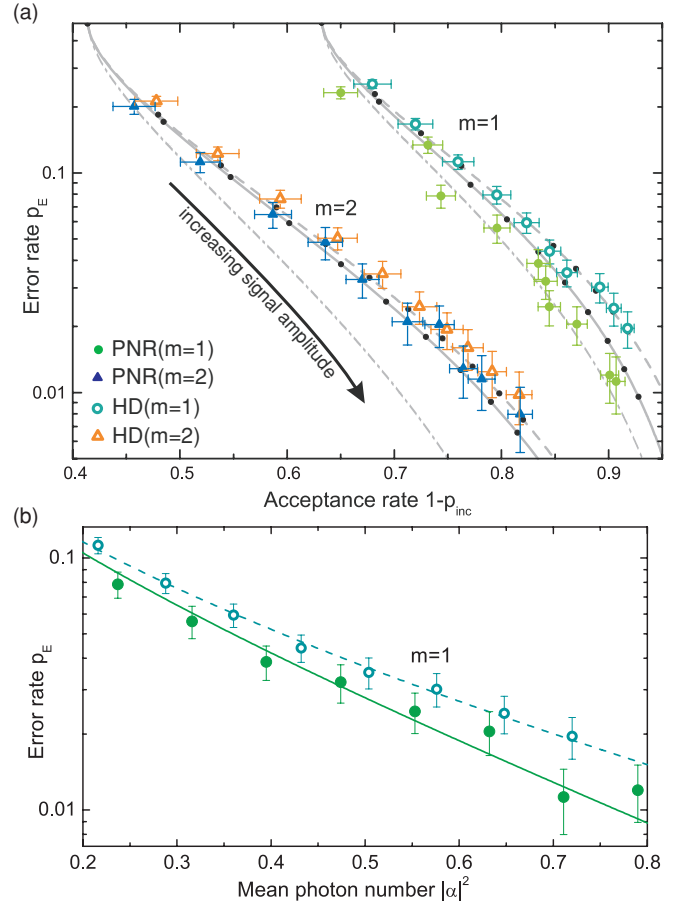 (a)
Error rate p_E
0.1
0.01
m=1
m=2
increasing signal amplitude
PNR(m=1)
PNR(m=2)
HD(m=1)
HD(m=2)
0.4 0.5 0.6 0.7 0.8 0.9
Acceptance rate 1-p_inc
(b)
Error rate p_E
0.1
0.01
m=1
0.2 0.3 0.4 0.5 0.6 0.7 0.8
Mean photon number |α|²